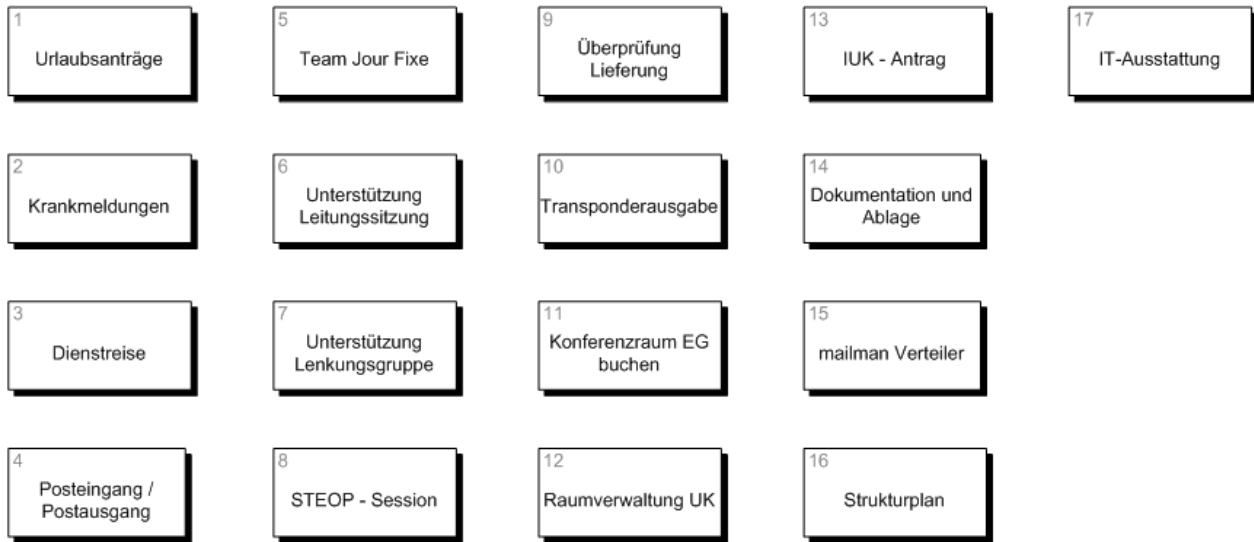 1
Urlaubsanträge
5
Team Jour Fixe
9
Überprüfung
Lieferung
13
IUK - Antrag
17
IT-Ausstattung
2
Krankmeldungen
6
Unterstützung
Leitungssitzung
10
Transponderausgabe
14
Dokumentation und
Ablage
3
Dienstreise
7
Unterstützung
Lenkungsgruppe
11
Konferenzraum EG
buchen
15
mailman Verteiler
4
Posteingang /
Postausgang
8
STEOP - Session
12
Raumverwaltung UK
16
Strukturplan